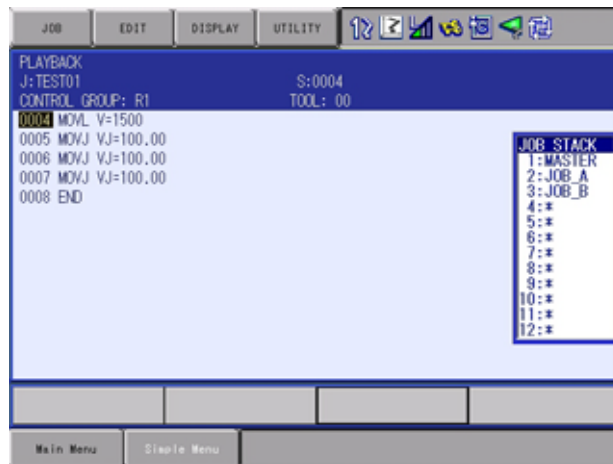 JOB
EDIT
DISPLAY
UTILITY
PLAYBACK
J:TEST01
S:0004
CONTROL GROUP: R1
TOOL: 00
0004 MOVL V=1500
0005 MOVJ VJ=100.00
0006 MOVJ VJ=100.00
0007 MOVJ VJ=100.00
0008 END
JOB STACK
1:MASTER
2:JOB_A
3:JOB_B
4:*
5:*
6:*
7:*
8:*
9:*
10:*
11:*
12:*
Main Menu
Simple Menu